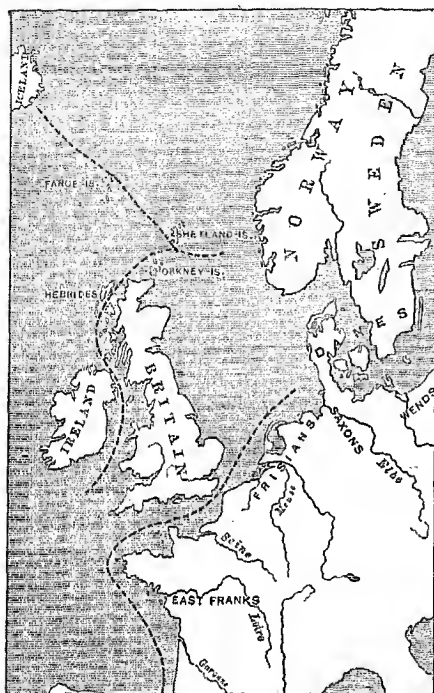 ICELAND
NORWAY
SWEDEN
FAROE-IS.
SHETLAND-IS.
ORKNEY-IS.
HEBRIDES
DANES
BRITAIN
IRELAND
WENDS
SAXONS
FRISIANS
Elbe
Meuse
Seine
EAST FRANKS
Loire
Garonne